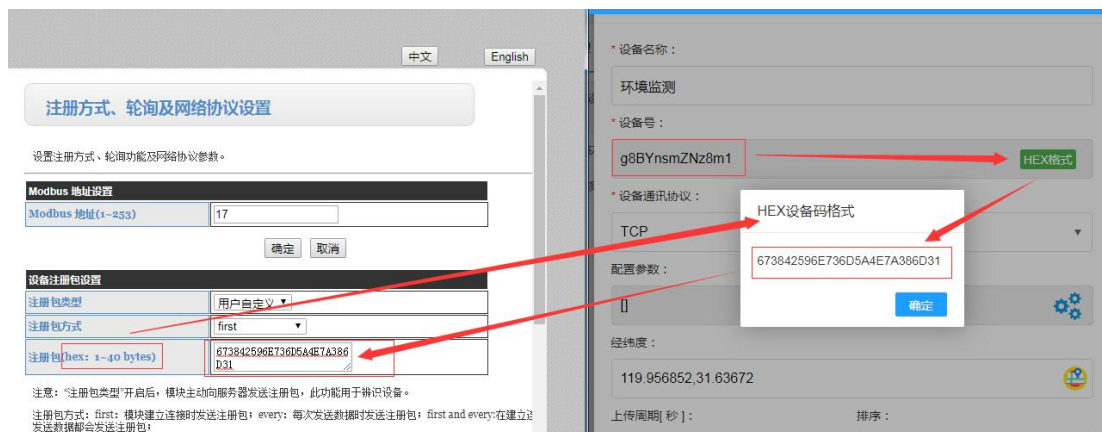 中文
English
注册方式、轮询及网络协议设置
设置注册方式、轮询功能及网络协议参数。
Modbus 地址设置
Modbus 地址(1~253)
17
确定
取消
设备注册包设置
注册包类型
用户自定义
注册包方式
first
注册包(hex: 1~40 bytes)
673842596E736D5A4E7A386
D31
注意：“注册包类型”开启后，模块主动向服务器发送注册包，此功能用于辨识设备。
注册包方式：first：模块建立连接时发送注册包；every：每次发送数据时发送注册包；first and every:在建立连
发送数据都会发送注册包；
* 设备名称：
环境监测
* 设备号：
g8BYnsmZNz8m1
HEX格式
* 设备通讯协议：
TCP
HEX设备码格式
673842596E736D5A4E7A386D31
确定
配置参数：
[]
经纬度：
119.956852,31.63672
上传周期[ 秒 ]：
排序：